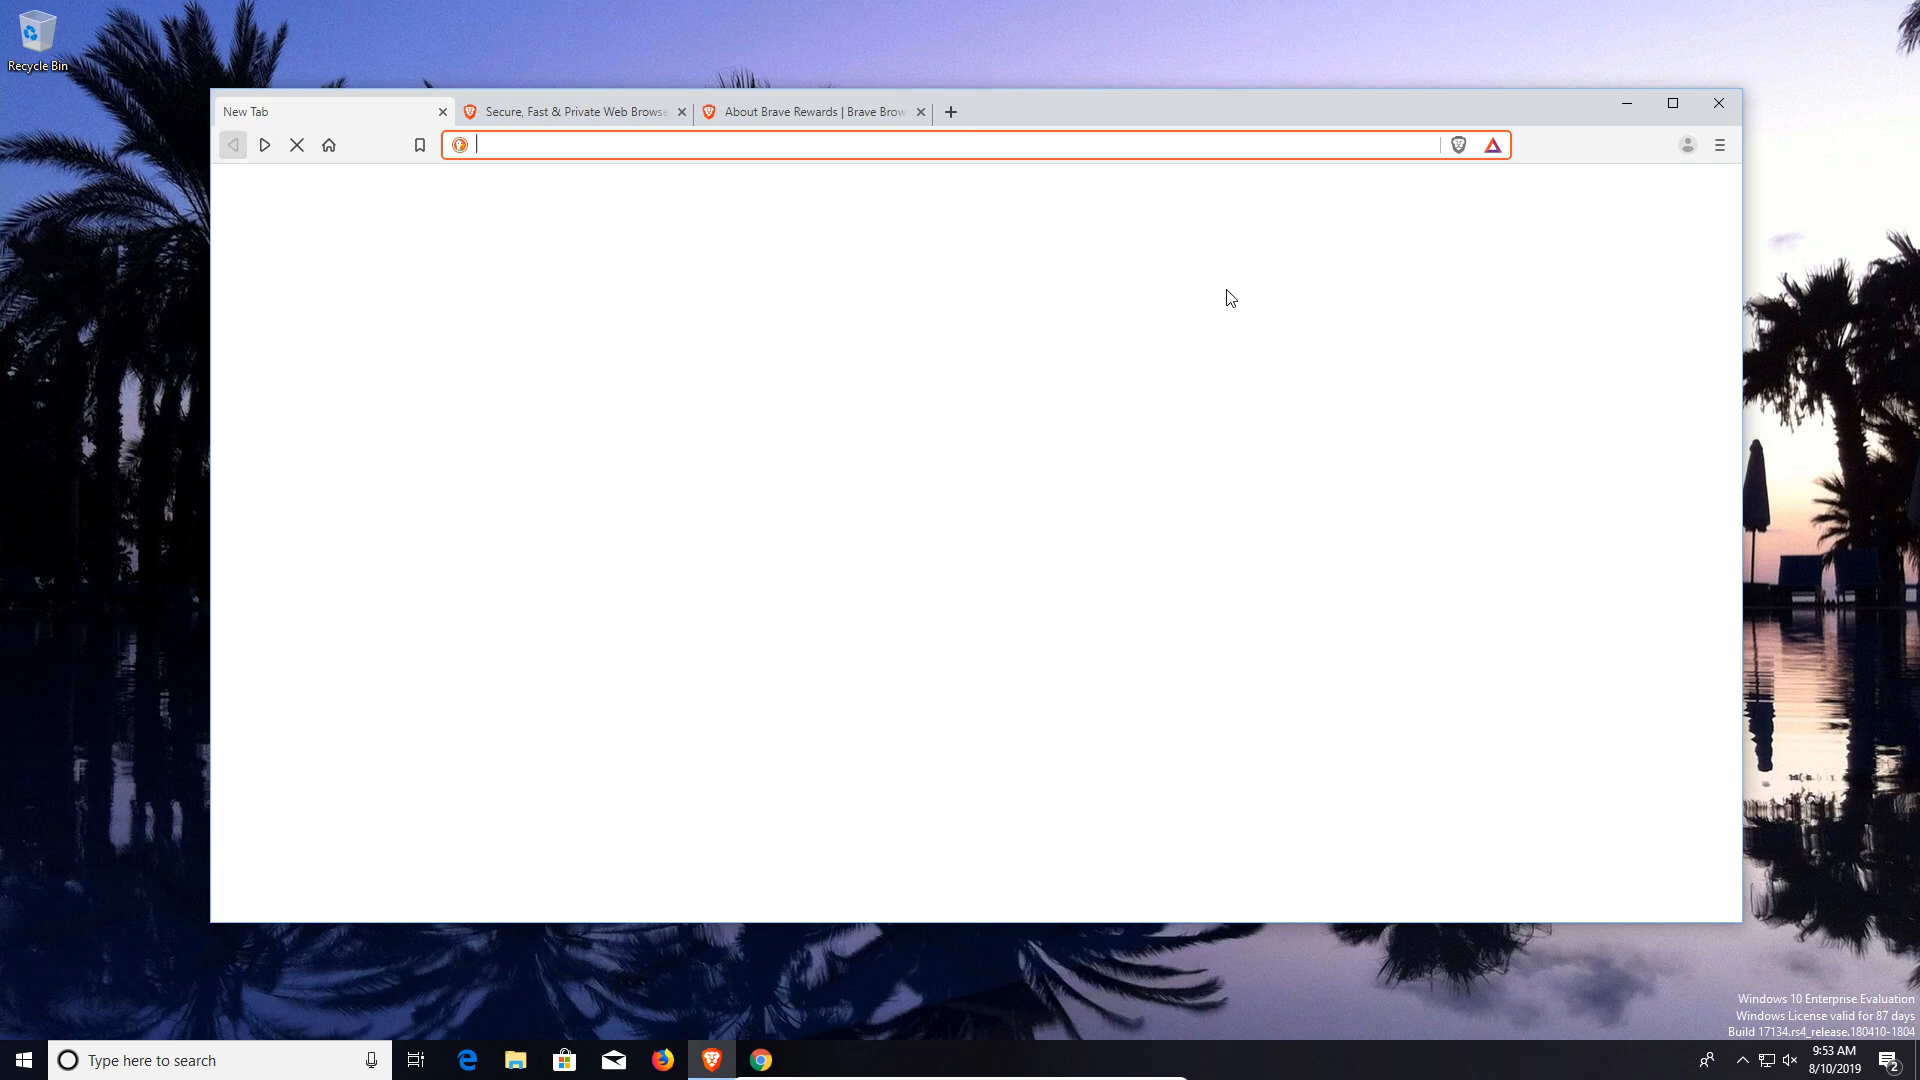 Recycle Bin
New Tab
Secure, Fast & Private Web Browse
About Brave Rewards | Brave Brow
Windows 10 Enterprise Evaluation
Windows License valid for 87 days
Build 17134.rs4_release.180410-1804
Type here to search
9:53 AM
8/10/2019
2